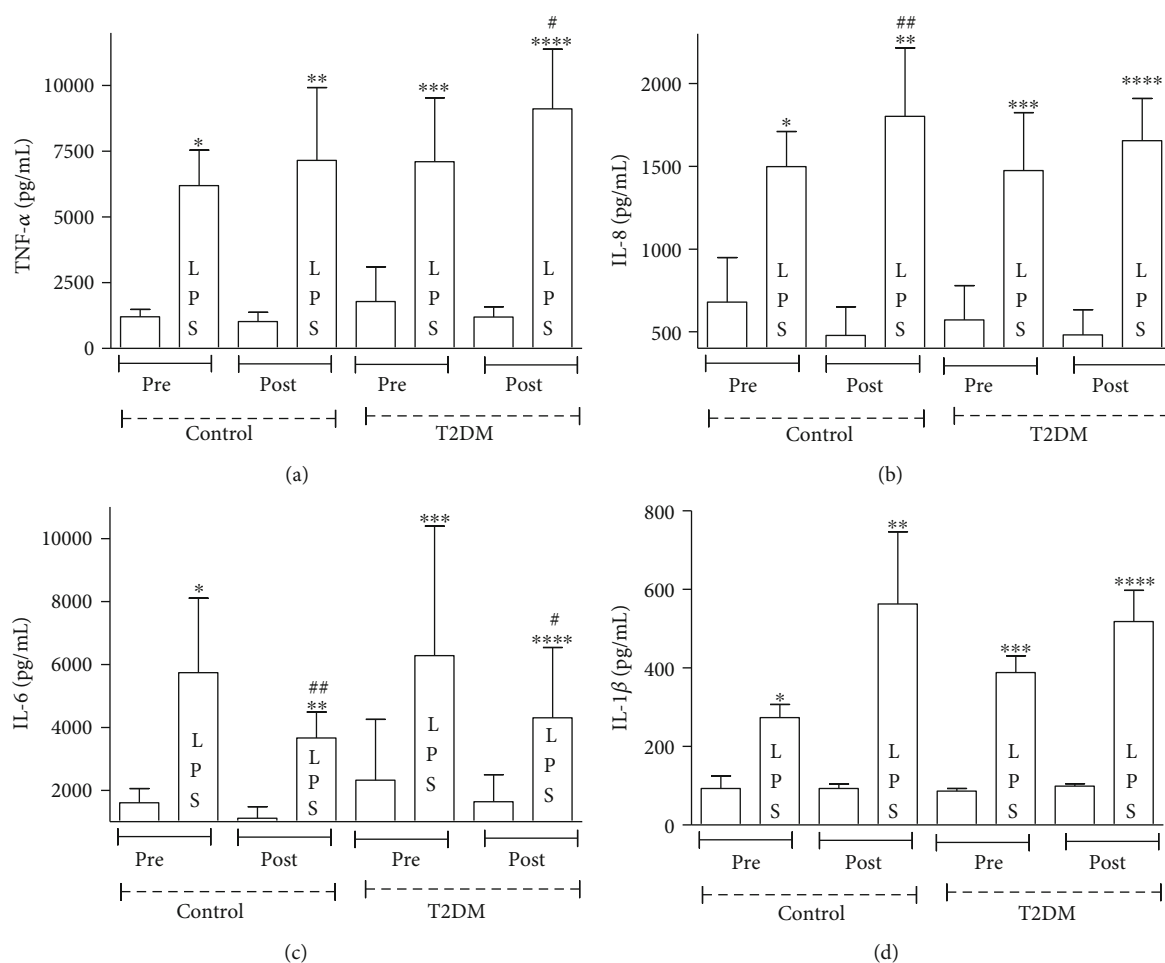 TNF-α (pg/mL)
10000
7500
5000
2500
0
*
**
***
#
****
L
P
S
L
P
S
L
P
S
L
P
S
Pre
Post
Pre
Post
Control
T2DM
(a)
IL-8 (pg/mL)
2000
1500
1000
500
*
##
**
***
****
L
P
S
L
P
S
L
P
S
L
P
S
Pre
Post
Pre
Post
Control
T2DM
(b)
IL-6 (pg/mL)
10000
8000
6000
4000
2000
*
##
**
***
#
****
L
P
S
L
P
S
L
P
S
L
P
S
Pre
Post
Pre
Post
Control
T2DM
(c)
IL-1β (pg/mL)
800
600
400
200
0
*
**
***
****
L
P
S
L
P
S
L
P
S
L
P
S
Pre
Post
Pre
Post
Control
T2DM
(d)